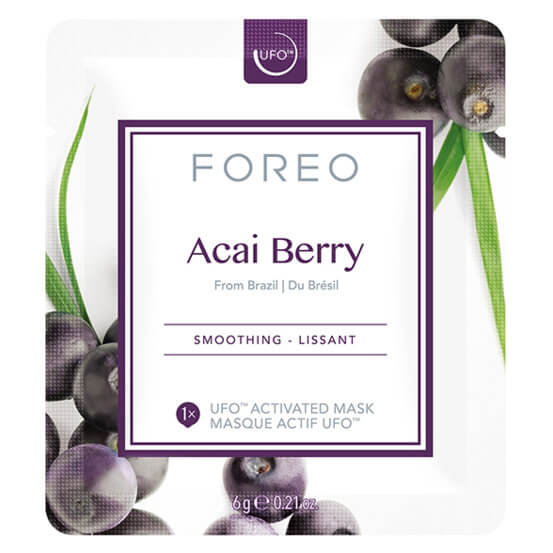 UFO™
FOREO
Acai Berry
From Brazil | Du Brésil
SMOOTHING - LISSANT
1x
UFO™ ACTIVATED MASK
MASQUE ACTIF UFO™
6g ℮ 0.21 oz.